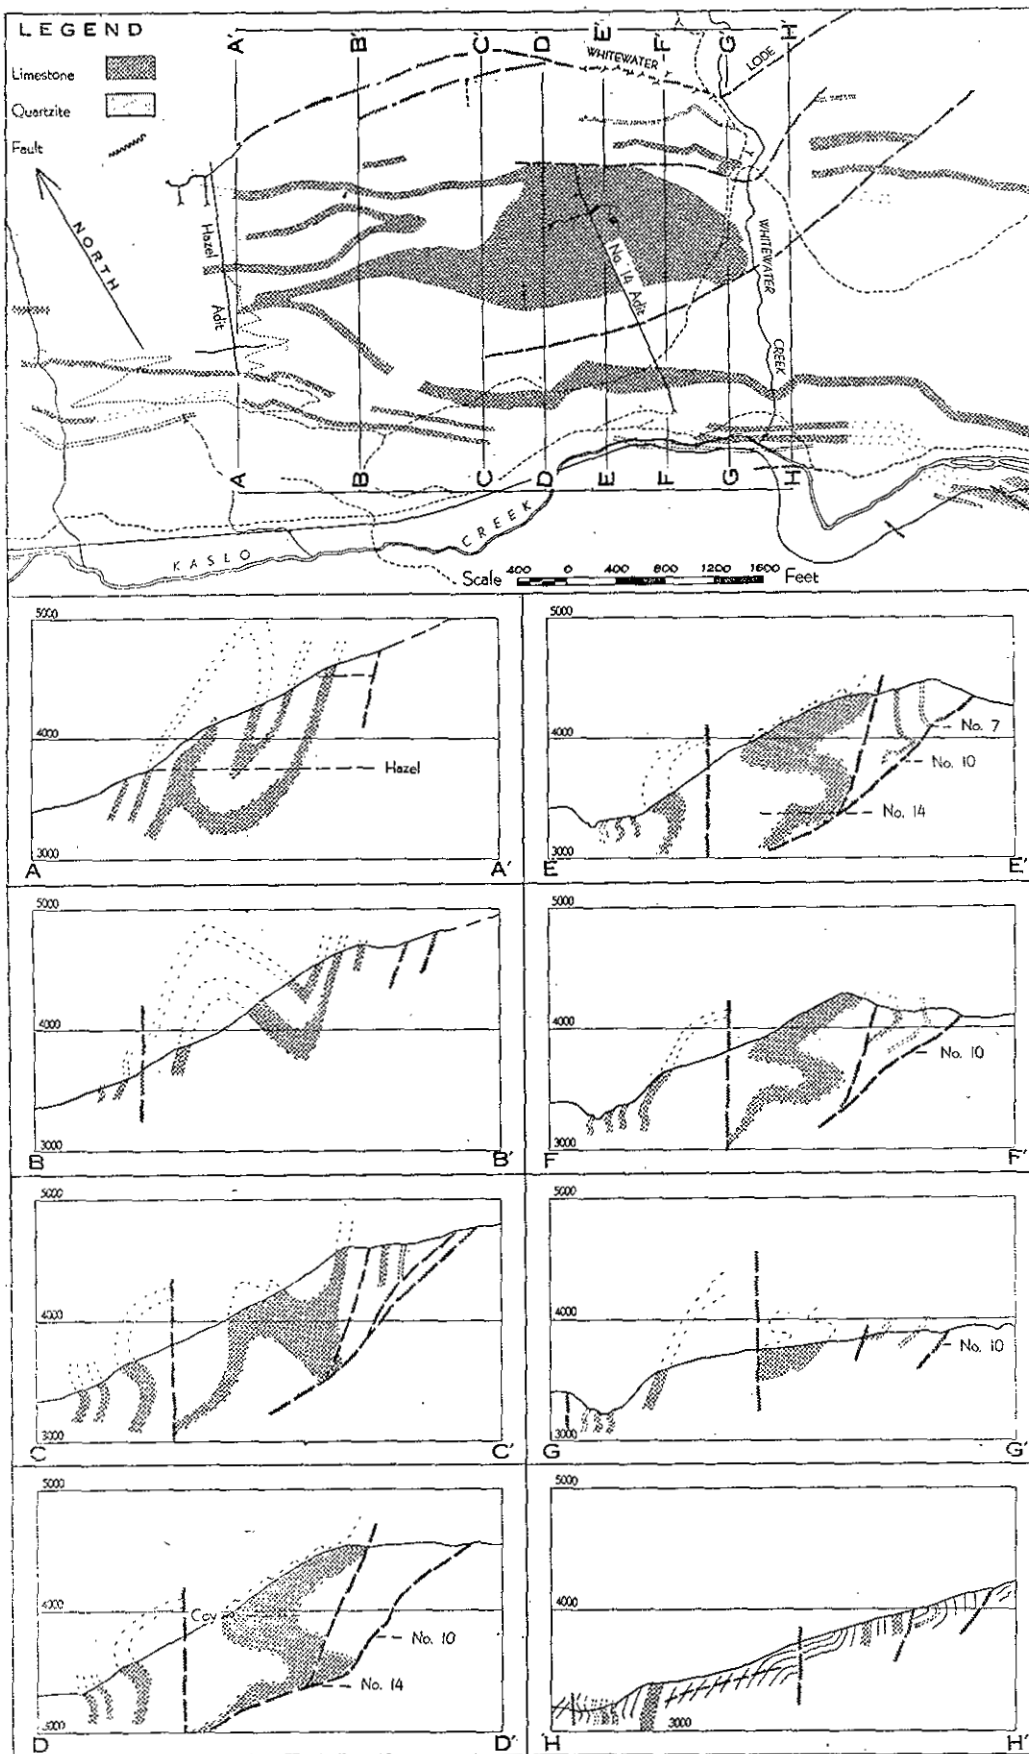 LEGEND
Limestone
Quartzite
Fault
NORTH
A' B' C' D' E' F' G' H'
WHITEWATER
LODE
Hazel
Adit
No. 14 Adit
WHITEWATER
CREEK
A B C D E F G H
KASLO
CREEK
Scale 400 0 400 800 1200 1600 Feet
5000
4000
Hazel
3000
A A'
5000
4000
No. 7
No. 10
No. 14
3000
E E'
5000
4000
3000
B B'
5000
4000
No. 10
3000
F F'
5000
4000
3000
C C'
5000
4000
No. 10
3000
G G'
5000
4000
No. 10
No. 14
3000
D D'
5000
4000
3000
H H'